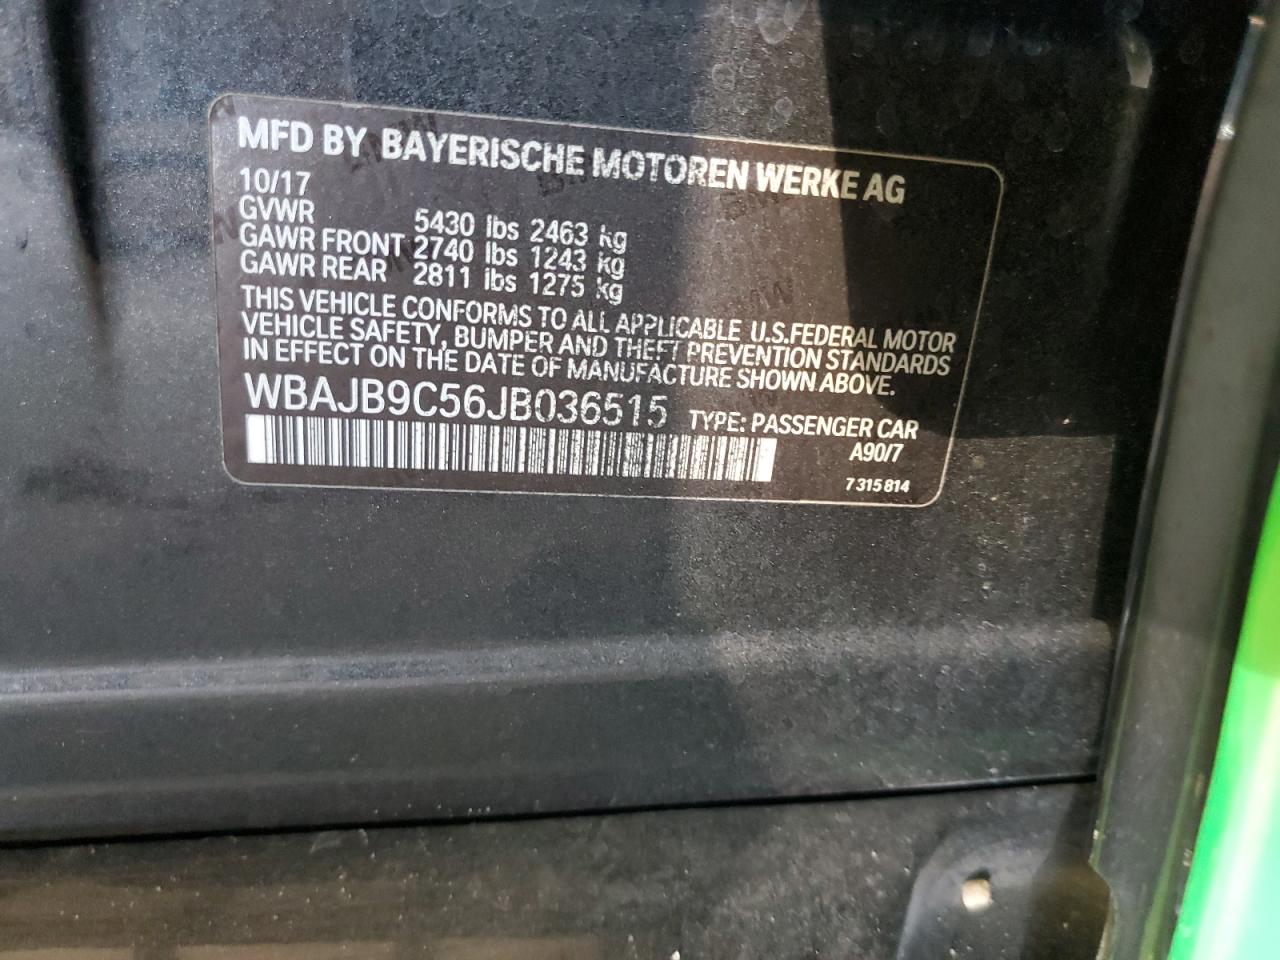 MFD BY BAYERISCHE MOTOREN WERKE AG
10/17
GVWR 5430 lbs 2463 kg
GAWR FRONT 2740 lbs 1243 kg
GAWR REAR 2811 lbs 1275 kg
THIS VEHICLE CONFORMS TO ALL APPLICABLE U.S.FEDERAL MOTOR
VEHICLE SAFETY, BUMPER AND THEFT PREVENTION STANDARDS
IN EFFECT ON THE DATE OF MANUFACTURE SHOWN ABOVE.
WBAJB9C56JB036515 TYPE: PASSENGER CAR
A90/7
7 315 814